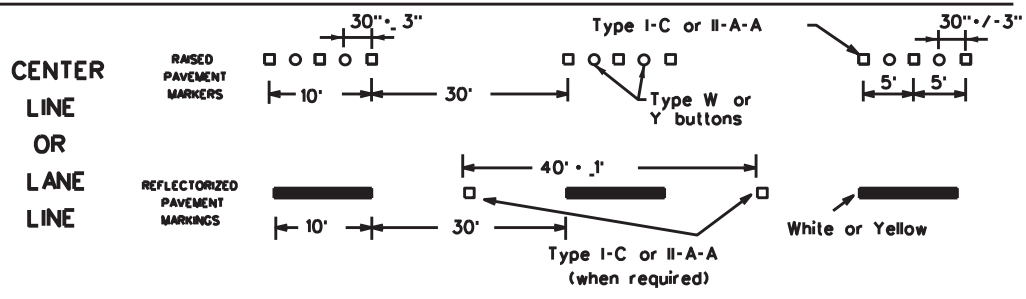 30"·_ 3"
Type I-C or II-A-A
30"+/-3"
CENTER
LINE
OR
LANE
LINE
RAISED
PAVEMENT
MARKERS
10'
30'
Type W or
Y buttons
5'
5'
40' · _1'
REFLECTORIZED
PAVEMENT
MARKINGS
10'
30'
Type I-C or II-A-A
(when required)
White or Yellow